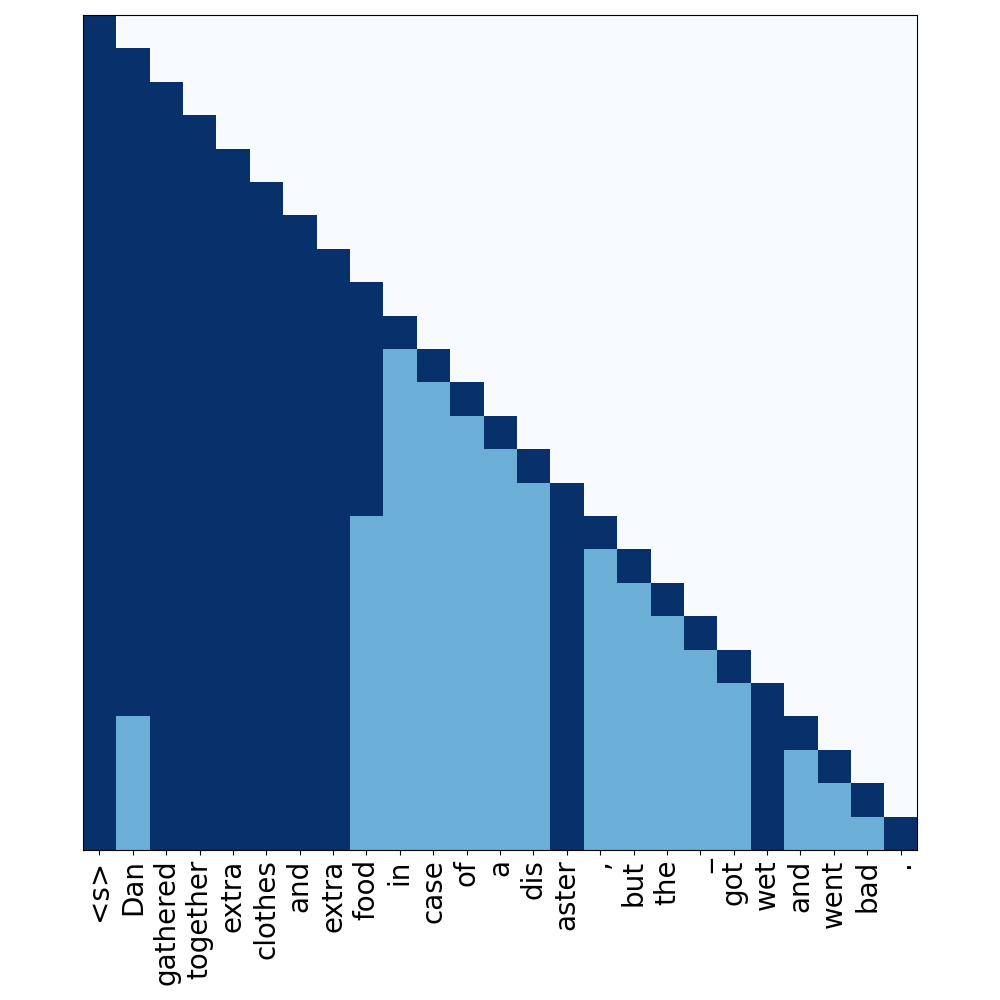 <s>
Dan
gathered
together
extra
clothes
and
extra
food
in
case
of
a
dis
aster
,
but
the
_
got
wet
and
went
bad
.